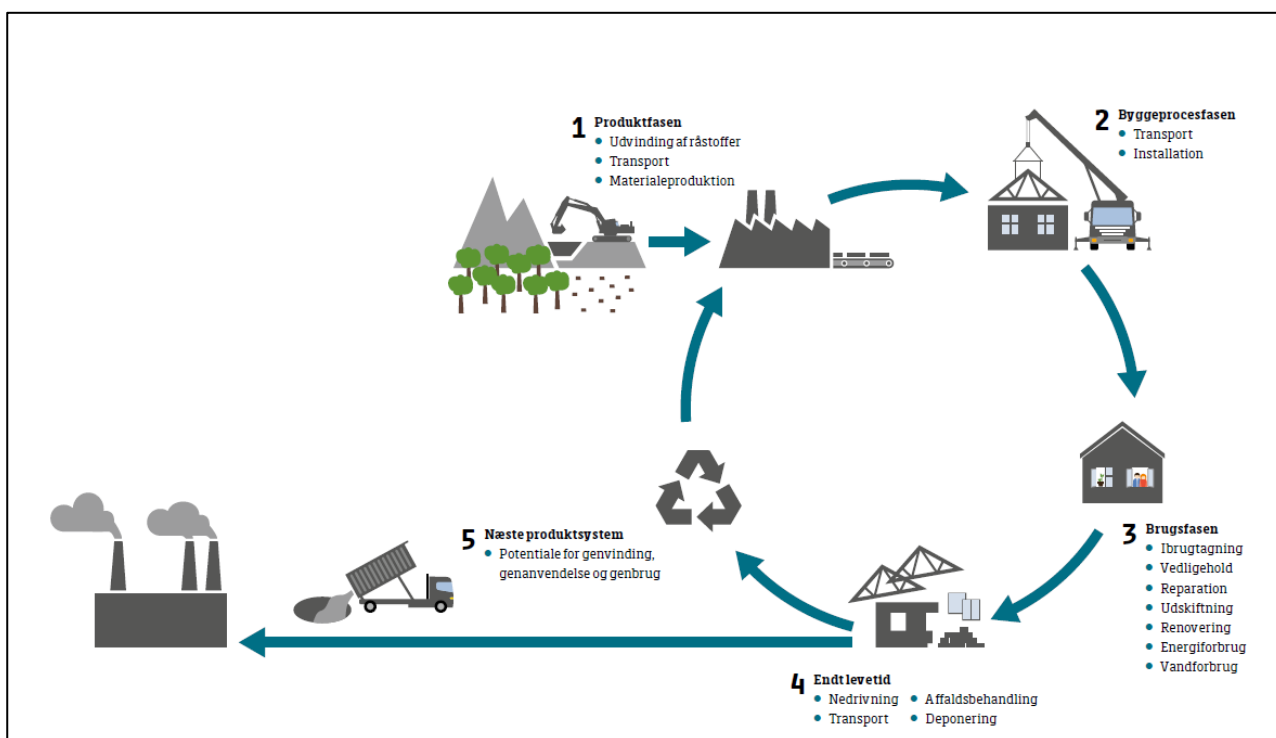 1 Produktfasen
• Udvinding af råstoffer
• Transport
• Materialeproduktion
2 Byggeprocesfasen
• Transport
• Installation
3 Brugsfasen
• Ibrugtagning
• Vedligehold
• Reparation
• Udskiftning
• Renovering
• Energiforbrug
• Vandforbrug
4 Endt levetid
• Nedrivning • Affaldsbehandling
• Transport • Deponering
5 Næste produktsystem
• Potentiale for genvinding,
genanvendelse og genbrug